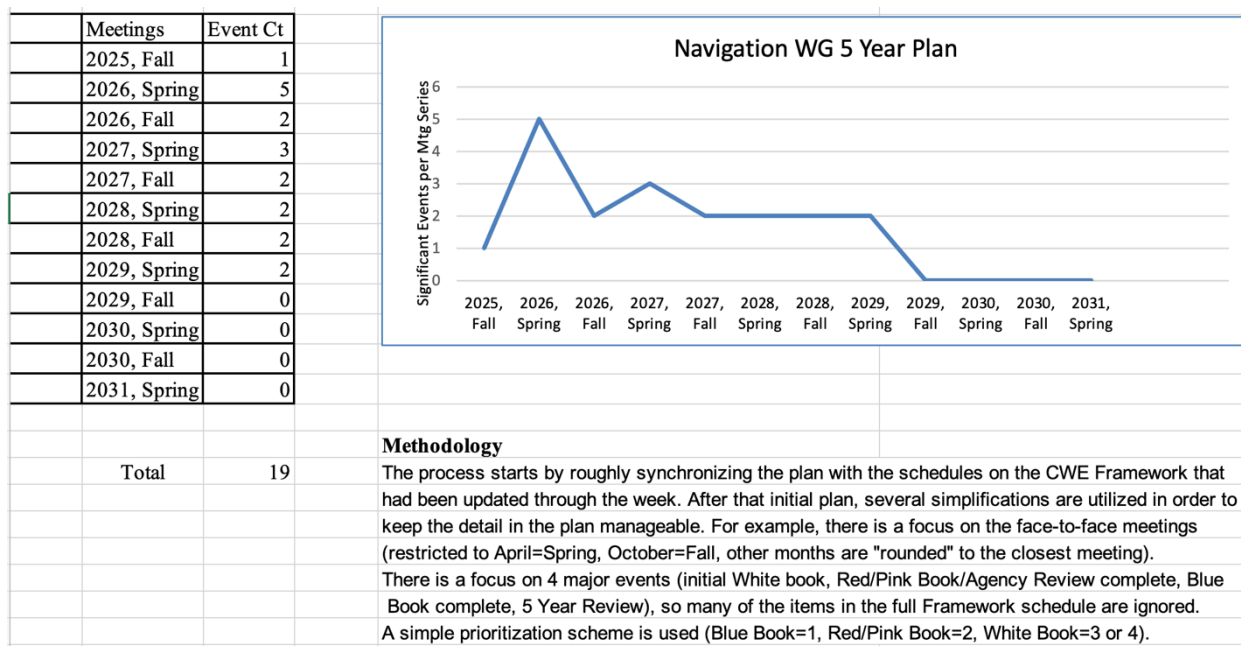 Meetings Event Ct
2025, Fall 1
2026, Spring 5
2026, Fall 2
2027, Spring 3
2027, Fall 2
2028, Spring 2
2028, Fall 2
2029, Spring 2
2029, Fall 0
2030, Spring 0
2030, Fall 0
2031, Spring 0
Total 19
Navigation WG 5 Year Plan
Significant Events per Mtg Series
6
5
4
3
2
1
0
2025, 2026, 2026, 2027, 2027, 2028, 2028, 2029, 2029, 2030, 2030, 2031,
Fall Spring Fall Spring Fall Spring Fall Spring Fall Spring Fall Spring
Methodology
The process starts by roughly synchronizing the plan with the schedules on the CWE Framework that
had been updated through the week. After that initial plan, several simplifications are utilized in order to
keep the detail in the plan manageable. For example, there is a focus on the face-to-face meetings
(restricted to April=Spring, October=Fall, other months are "rounded" to the closest meeting).
There is a focus on 4 major events (initial White book, Red/Pink Book/Agency Review complete, Blue
Book complete, 5 Year Review), so many of the items in the full Framework schedule are ignored.
A simple prioritization scheme is used (Blue Book=1, Red/Pink Book=2, White Book=3 or 4).